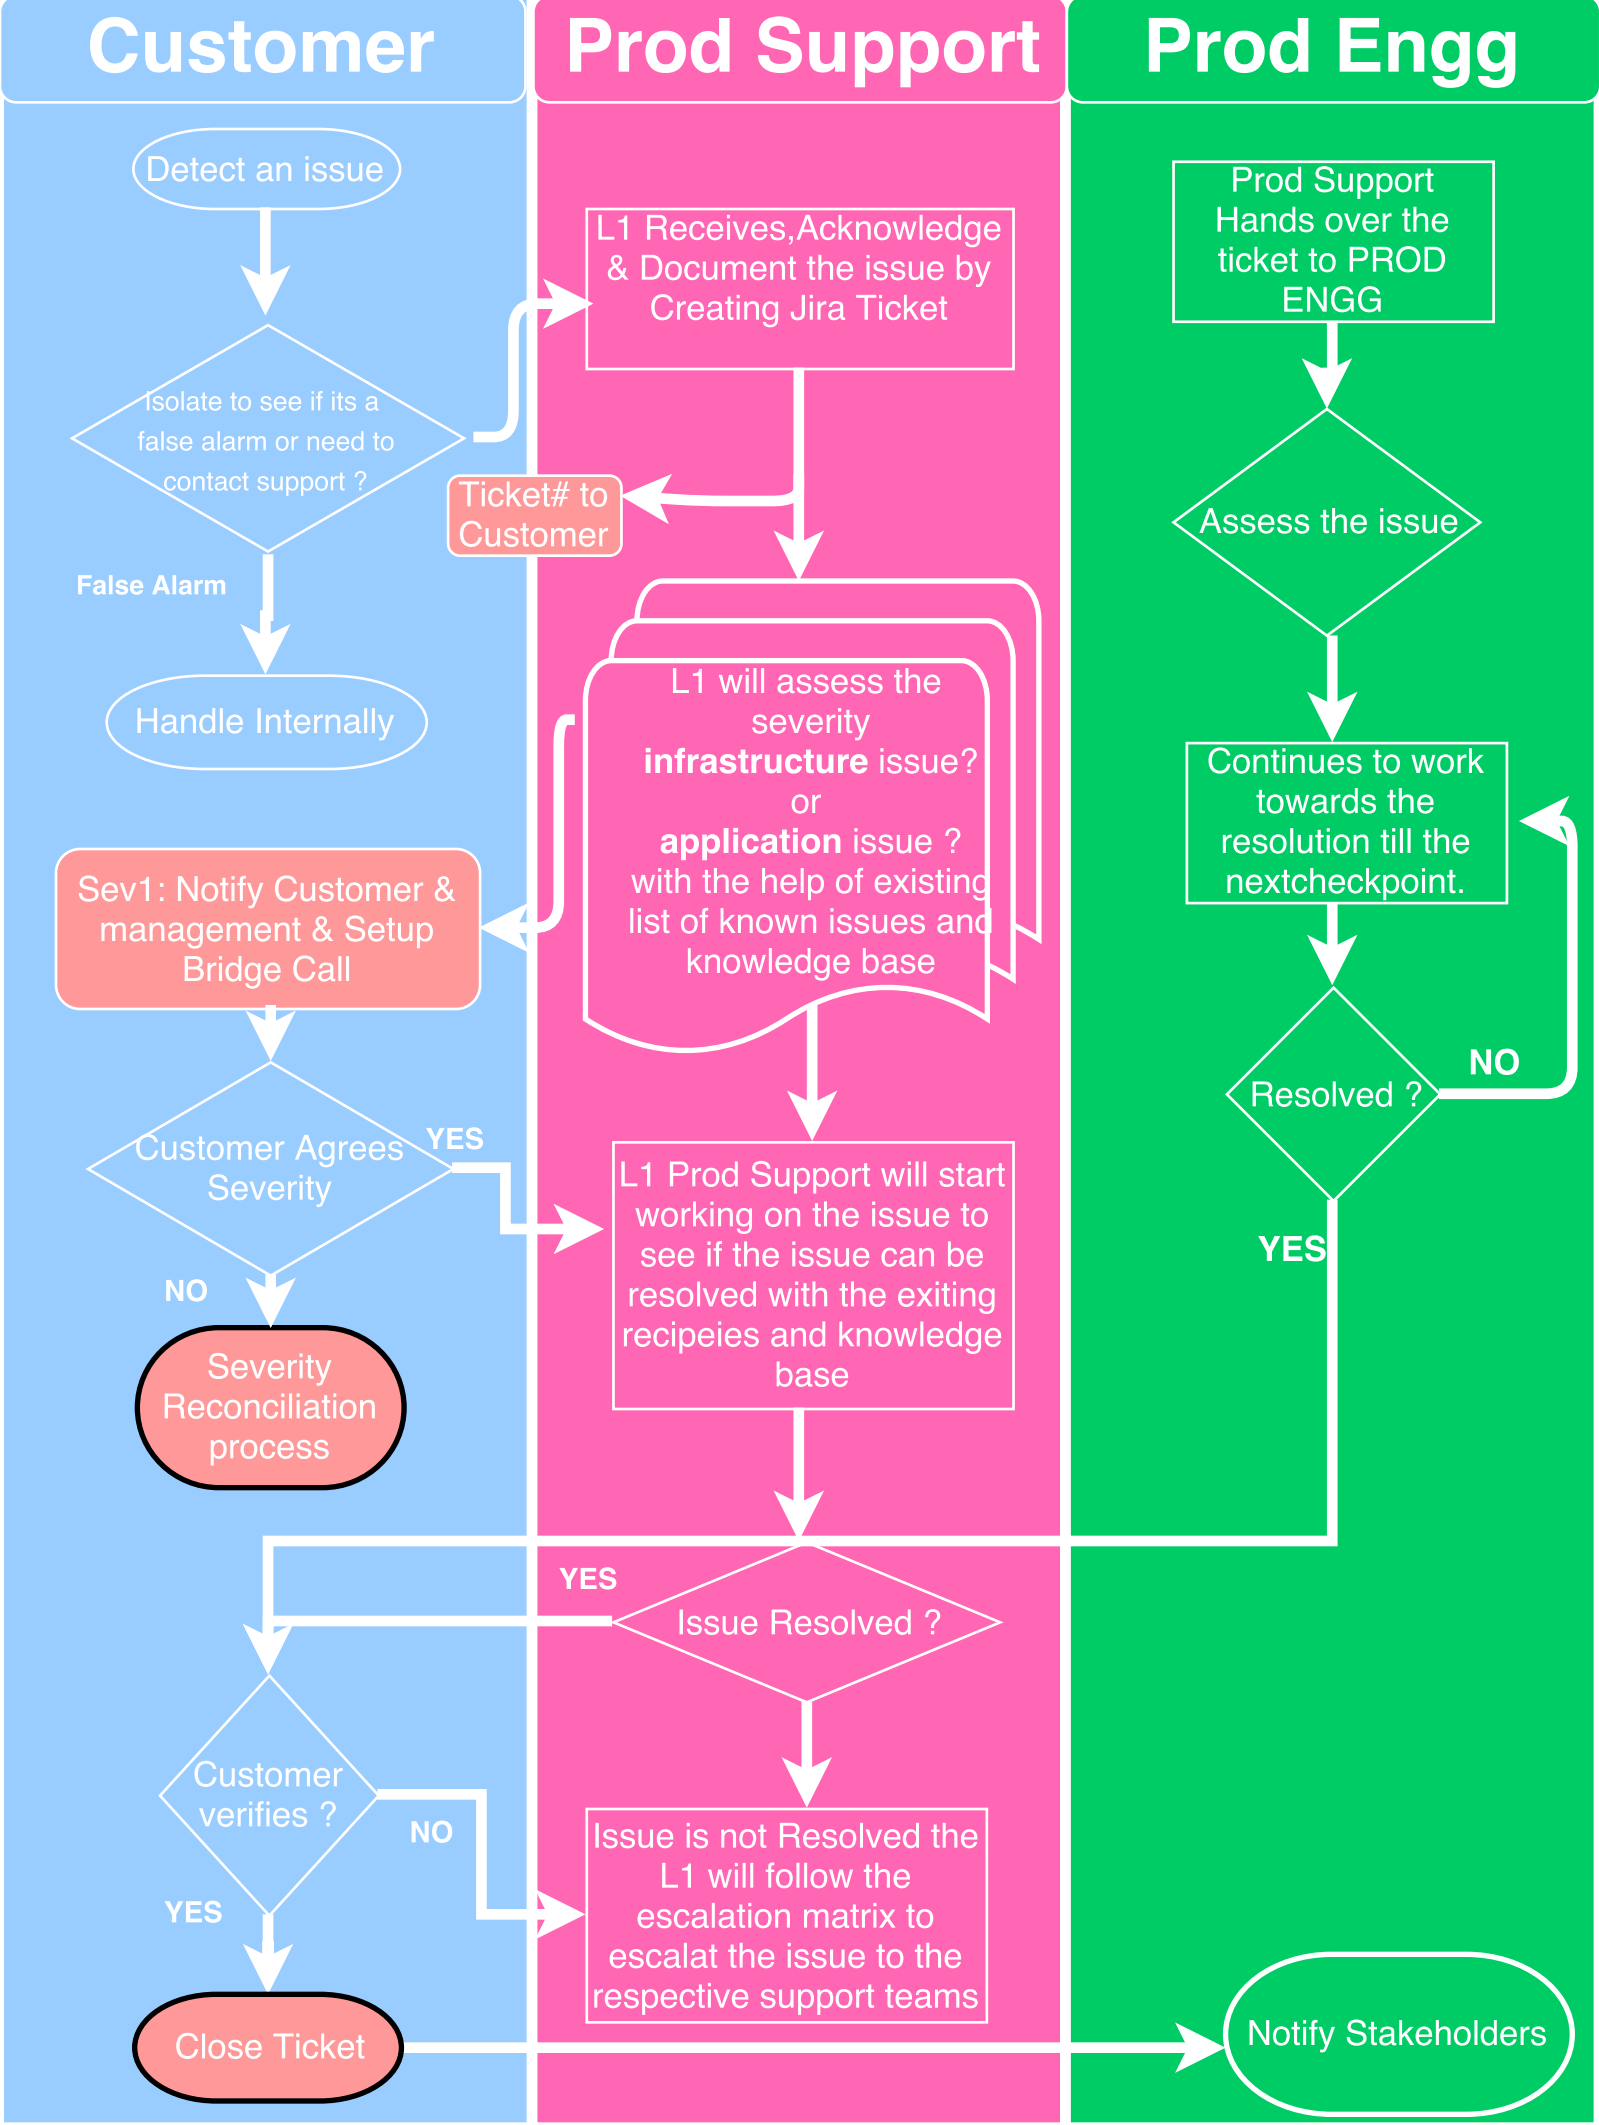 Customer
Prod Support
Prod Engg
Detect an issue
Isolate to see if its a
false alarm or need to
contact support ?
False Alarm
Handle Internally
Sev1: Notify Customer &
management & Setup
Bridge Call
Customer Agrees
Severity
YES
NO
Severity
Reconciliation
process
Customer
verifies ?
NO
YES
Close Ticket
L1 Receives,Acknowledge
& Document the issue by
Creating Jira Ticket
Ticket# to
Customer
L1 will assess the
severity
infrastructure issue?
or
application issue ?
with the help of existing
list of known issues and
knowledge base
L1 Prod Support will start
working on the issue to
see if the issue can be
resolved with the exiting
recipeies and knowledge
base
YES
Issue Resolved ?
Issue is not Resolved the
L1 will follow the
escalation matrix to
escalat the issue to the
respective support teams
Prod Support
Hands over the
ticket to PROD
ENGG
Assess the issue
Continues to work
towards the
resolution till the
nextcheckpoint.
Resolved ?
NO
YES
Notify Stakeholders